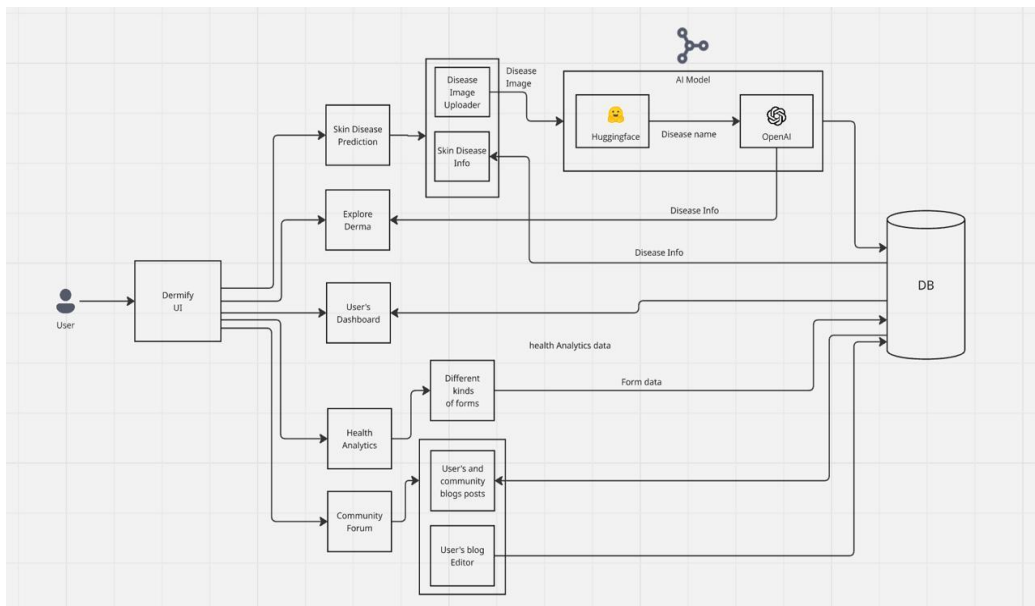 AI Model
Disease
Image
Uploader
Disease
Image
Huggingface
Disease name
OpenAI
Skin Disease
Prediction
Skin Disease
Info
Explore
Derma
Disease Info
Disease Info
User
Dermify
UI
User's
Dashboard
DB
health Analytics data
Different
kinds
of forms
Form data
Health
Analytics
User's and
community
blogs posts
Community
Forum
User's blog
Editor